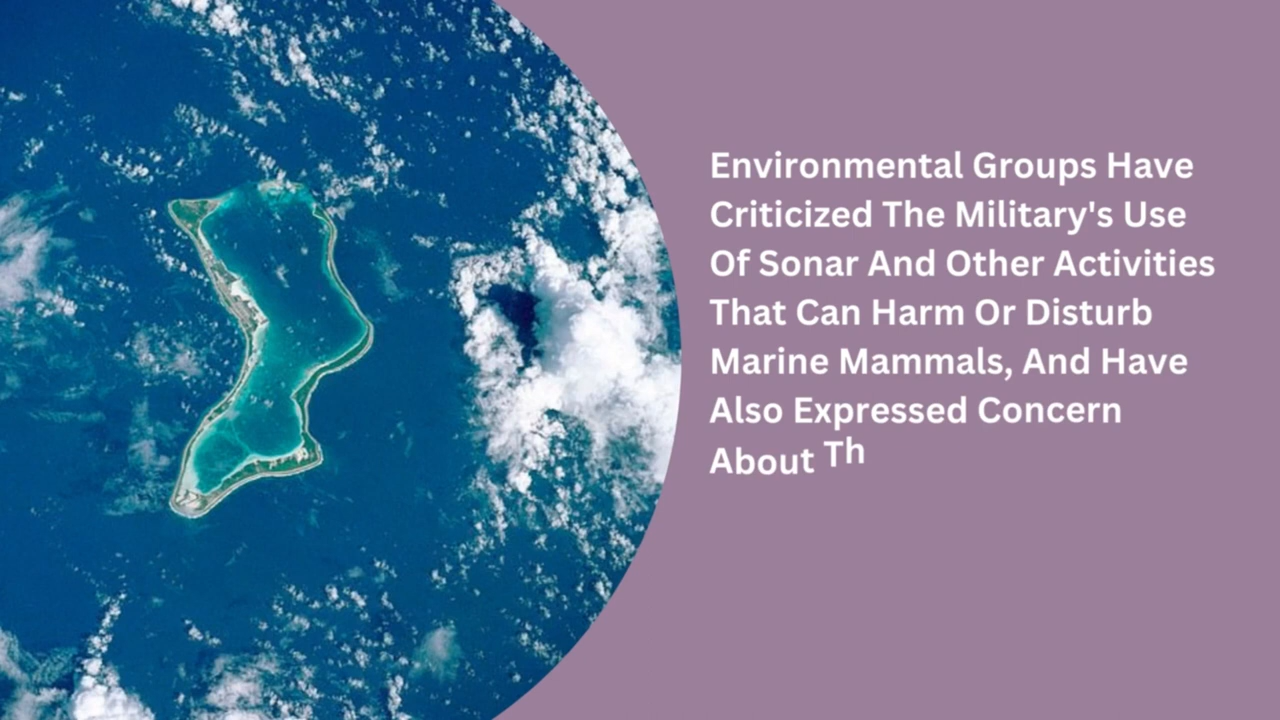 Environmental Groups Have
Criticized The Military's Use
Of Sonar And Other Activities
That Can Harm Or Disturb
Marine Mammals, And Have
Also Expressed Concern
About Th